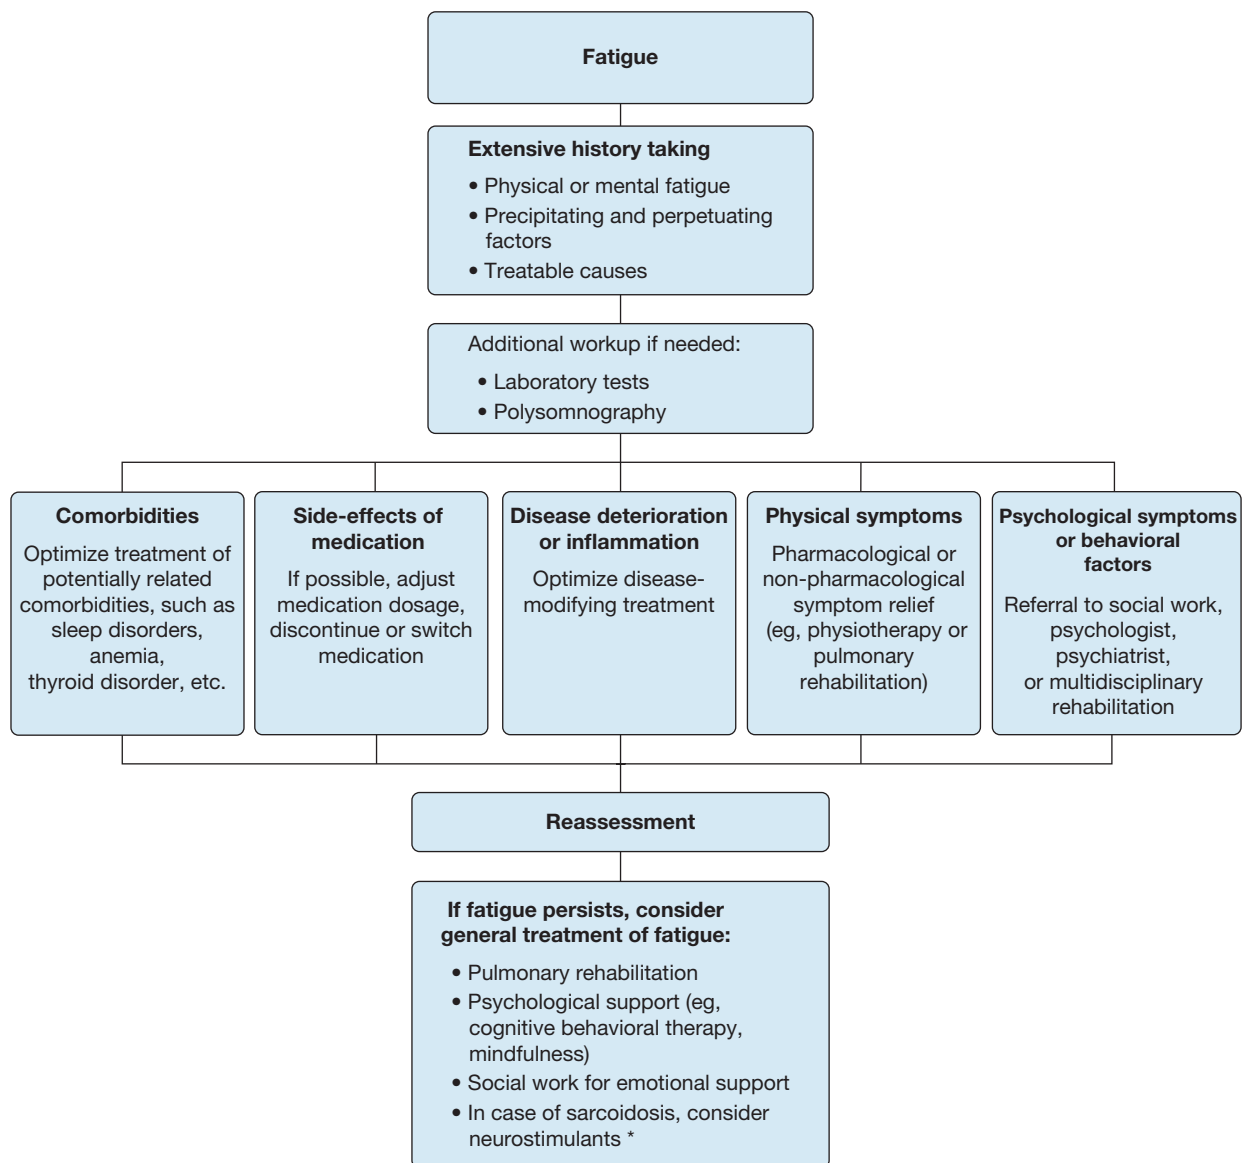 Fatigue
Extensive history taking
• Physical or mental fatigue
• Precipitating and perpetuating
factors
• Treatable causes
Additional workup if needed:
• Laboratory tests
• Polysomnography
Comorbidities
Optimize treatment of
potentially related
comorbidities, such as
sleep disorders,
anemia,
thyroid disorder, etc.
Side-effects of
medication
If possible, adjust
medication dosage,
discontinue or switch
medication
Disease deterioration
or inflammation
Optimize disease-
modifying treatment
Physical symptoms
Pharmacological or
non-pharmacological
symptom relief
(eg, physiotherapy or
pulmonary
rehabilitation)
Psychological symptoms
or behavioral
factors
Referral to social work,
psychologist,
psychiatrist,
or multidisciplinary
rehabilitation
Reassessment
If fatigue persists, consider
general treatment of fatigue:
• Pulmonary rehabilitation
• Psychological support (eg,
cognitive behavioral therapy,
mindfulness)
• Social work for emotional support
• In case of sarcoidosis, consider
neurostimulants *